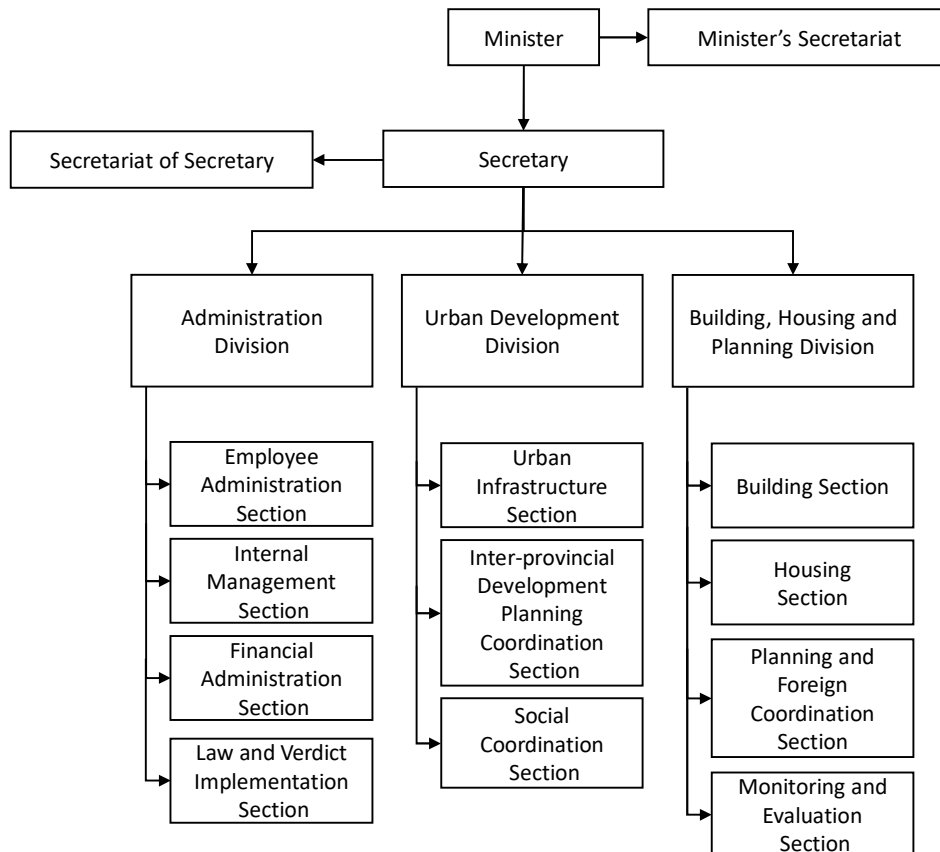 Minister
Minister’s Secretariat
Secretariat of Secretary
Secretary
Administration
Division
Urban Development
Division
Building, Housing and
Planning Division
Employee
Administration
Section
Internal
Management
Section
Financial
Administration
Section
Law and Verdict
Implementation
Section
Urban
Infrastructure
Section
Inter-provincial
Development
Planning
Coordination
Section
Social
Coordination
Section
Building Section
Housing
Section
Planning and
Foreign
Coordination
Section
Monitoring and
Evaluation
Section